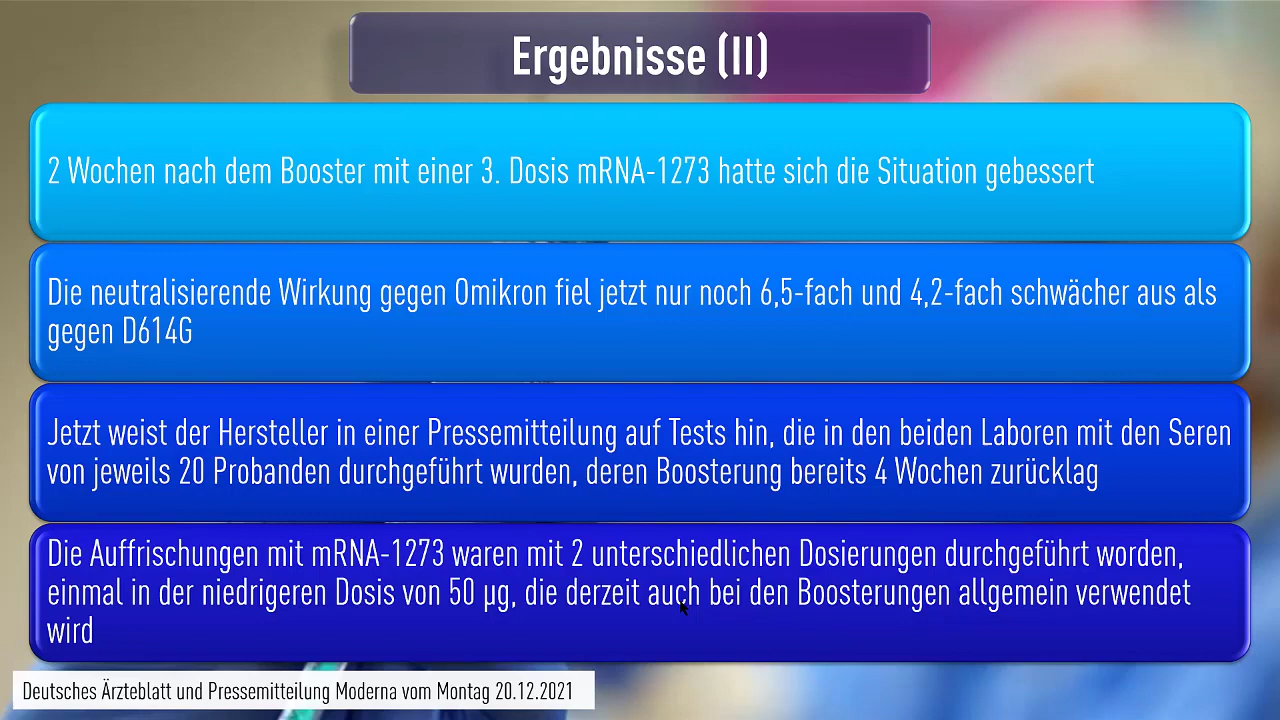 Ergebnisse (II)
2 Wochen nach dem Booster mit einer 3. Dosis mRNA-1273 hatte sich die Situation gebessert
Die neutralisierende Wirkung gegen Omikron fiel jetzt nur noch 6,5-fach und 4,2-fach schwächer aus als
gegen D614G
Jetzt weist der Hersteller in einer Pressemitteilung auf Tests hin, die in den beiden Laboren mit den Seren
von jeweils 20 Probanden durchgeführt wurden, deren Boosterung bereits 4 Wochen zurücklag
Die Auffrischungen mit mRNA-1273 waren mit 2 unterschiedlichen Dosierungen durchgeführt worden,
einmal in der niedrigeren Dosis von 50 µg, die derzeit auch bei den Boosterungen allgemein verwendet
wird
Deutsches Ärzteblatt und Pressemitteilung Moderna vom Montag 20.12.2021